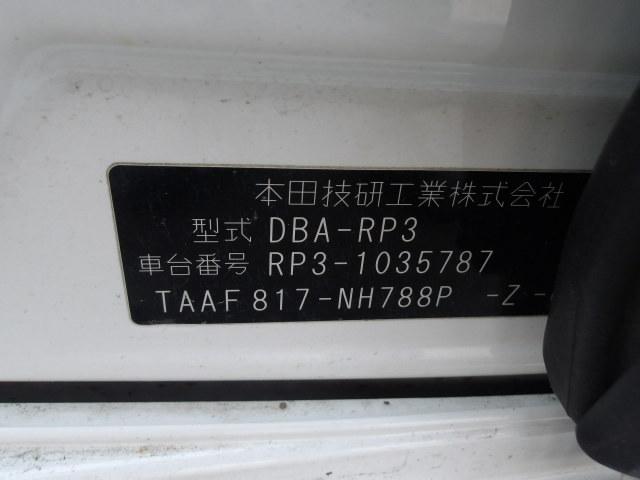 本田技研工業株式会社
型式 DBA-RP3
車台番号 RP3-1035787
TAAF817-NH788P -Z -